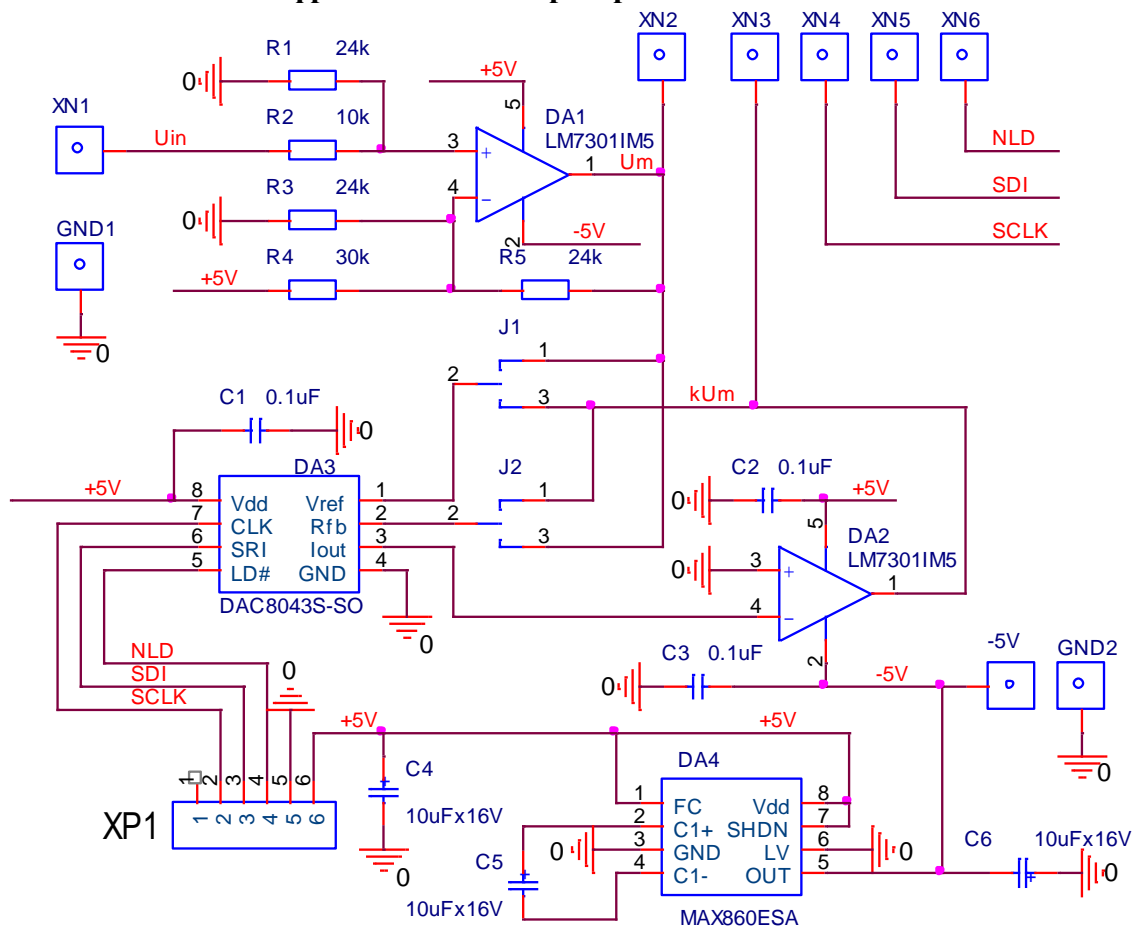 XN2 XN3 XN4 XN5 XN6
R1 24k
0
+5V
XN1
R2 10k
5
DA1
LM7301IM5
Uin
3
+
1
Um
NLD
R3 24k
4
−
SDI
0
GND1
2
-5V
SCLK
R4 30k
R5 24k
+5V
0
J1
1
2
3
kUm
C1 0.1uF
0
DA3
J2
C2 0.1uF
+5V
8 Vdd Vref 1
7 CLK Rfb 2
6 SRI Iout 3
5 LD# GND 4
DAC8043S-SO
1
2
3
0
+5V
5
DA2
LM7301IM5
0
3
+
1
4
−
0
C3 0.1uF
2
0
-5V
-5V
GND2
NLD
SDI
SCLK
0
+5V
+5V
0
1 2 3 4 5 6
XP1
1 2 3 4 5 6
C4
10uFx16V
0
DA4
1 FC Vdd 8
2 C1+ SHDN 7
3 GND LV 6
4 C1- OUT 5
MAX860ESA
0
0
C5
10uFx16V
C6 10uFx16V
0